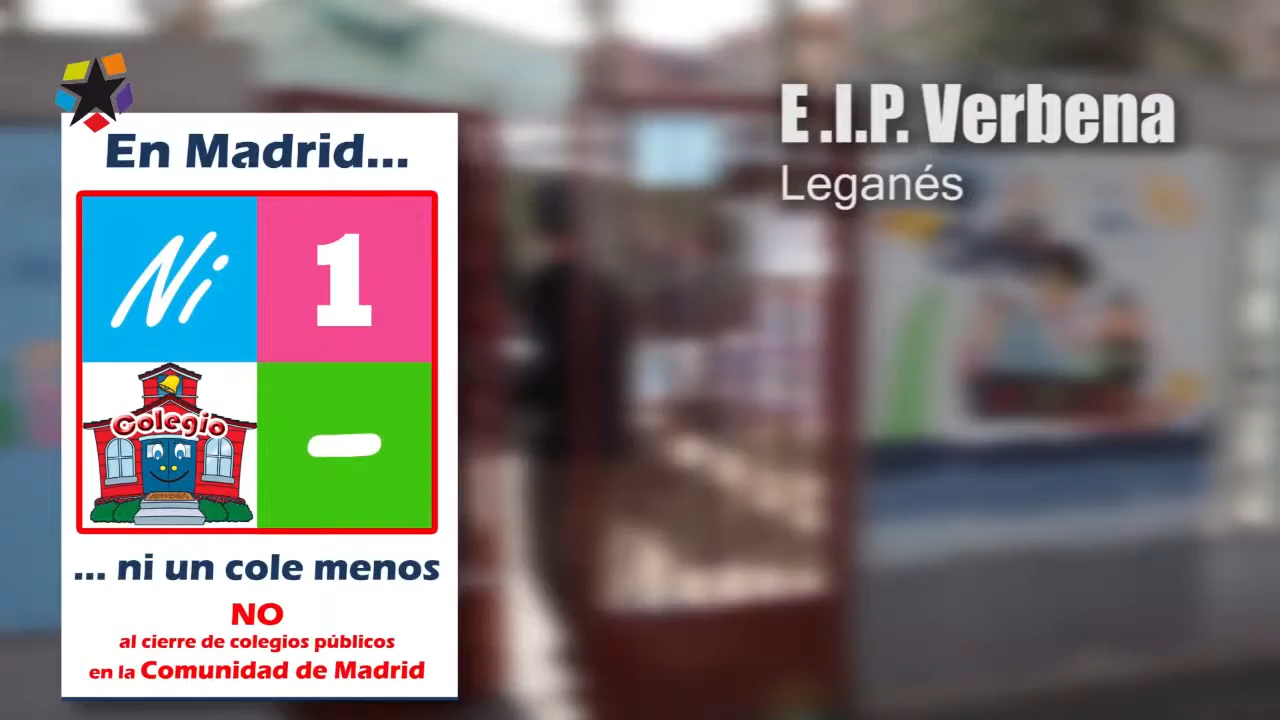 En Madrid...
Ni 1
Colegio -
... ni un cole menos
NO
al cierre de colegios públicos
en la Comunidad de Madrid
E .I.P. Verbena
Leganés